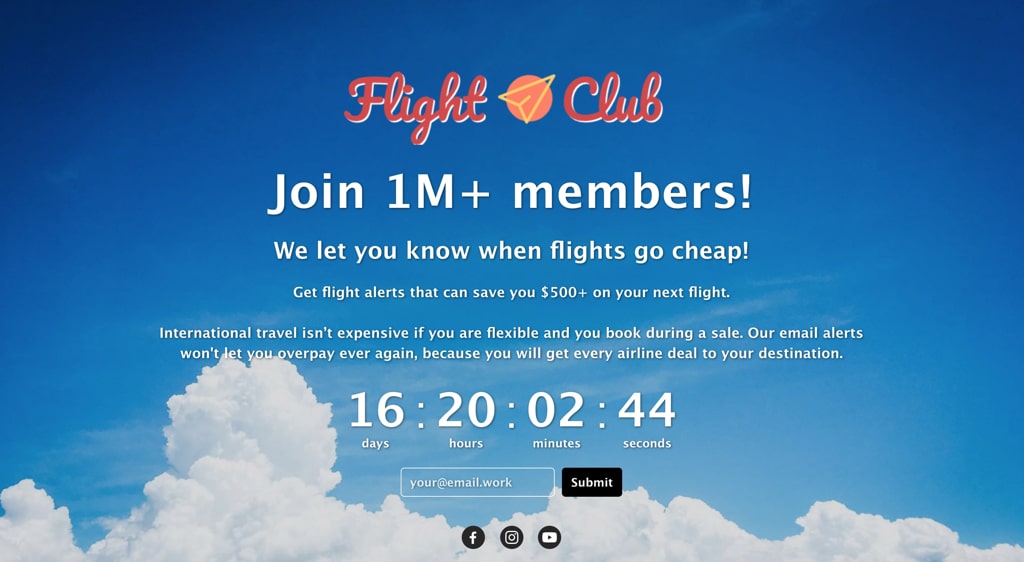 Flight Club
Join 1M+ members!
We let you know when flights go cheap!
Get flight alerts that can save you $500+ on your next flight.
International travel isn't expensive if you are flexible and you book during a sale. Our email alerts
won't let you overpay ever again, because you will get every airline deal to your destination.
16 : 20 : 02 : 44
days hours minutes seconds
your@email.work Submit